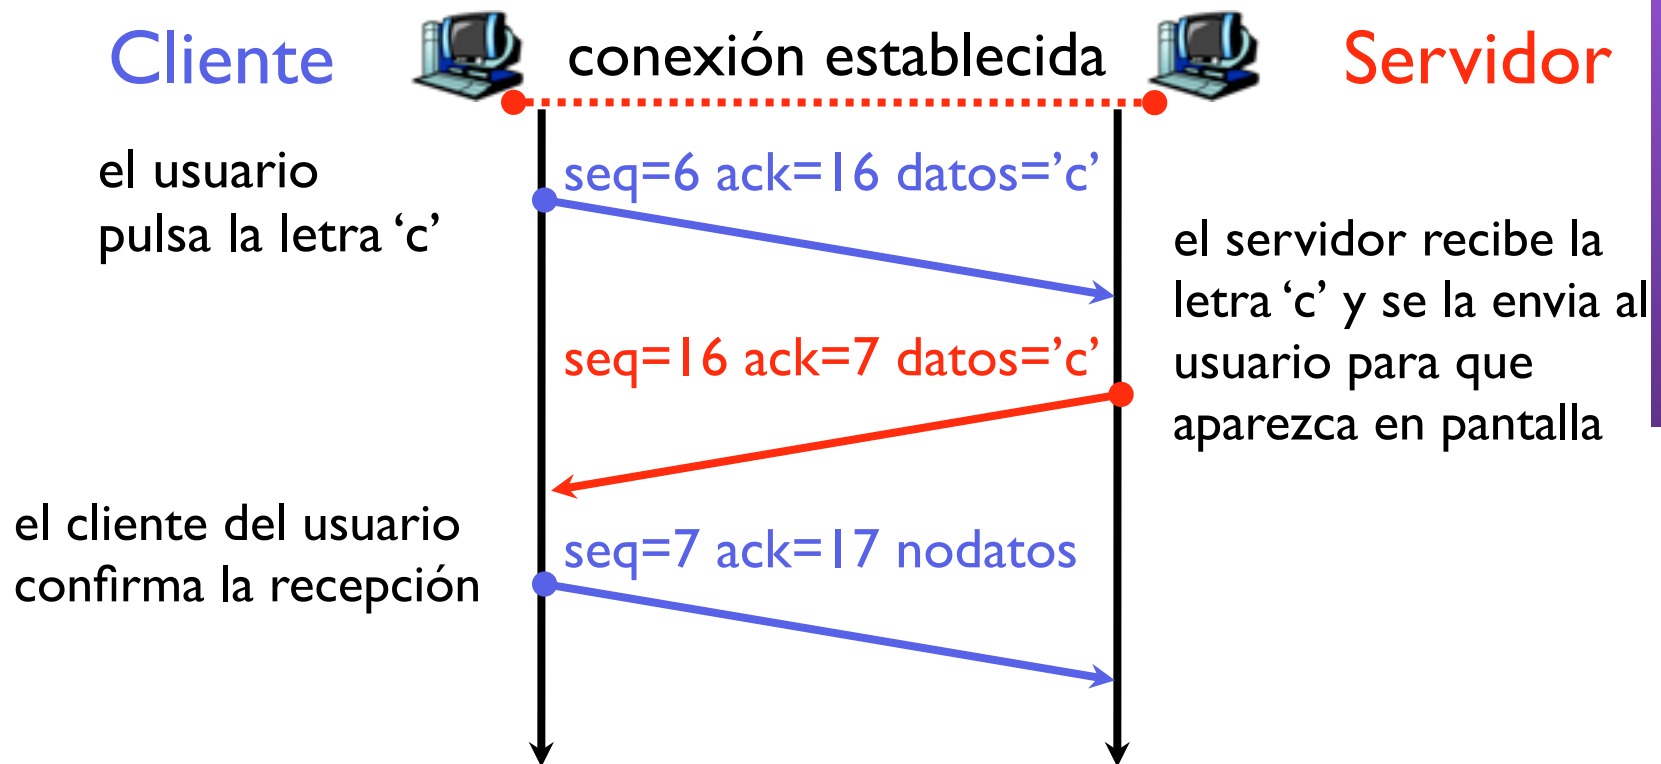 Cliente
conexión establecida
Servidor
el usuario
pulsa la letra ‘c’
seq=6 ack=16 datos=’c’
el servidor recibe la
letra ‘c’ y se la envia al
usuario para que
aparezca en pantalla
seq=16 ack=7 datos=’c’
el cliente del usuario
confirma la recepción
seq=7 ack=17 nodatos